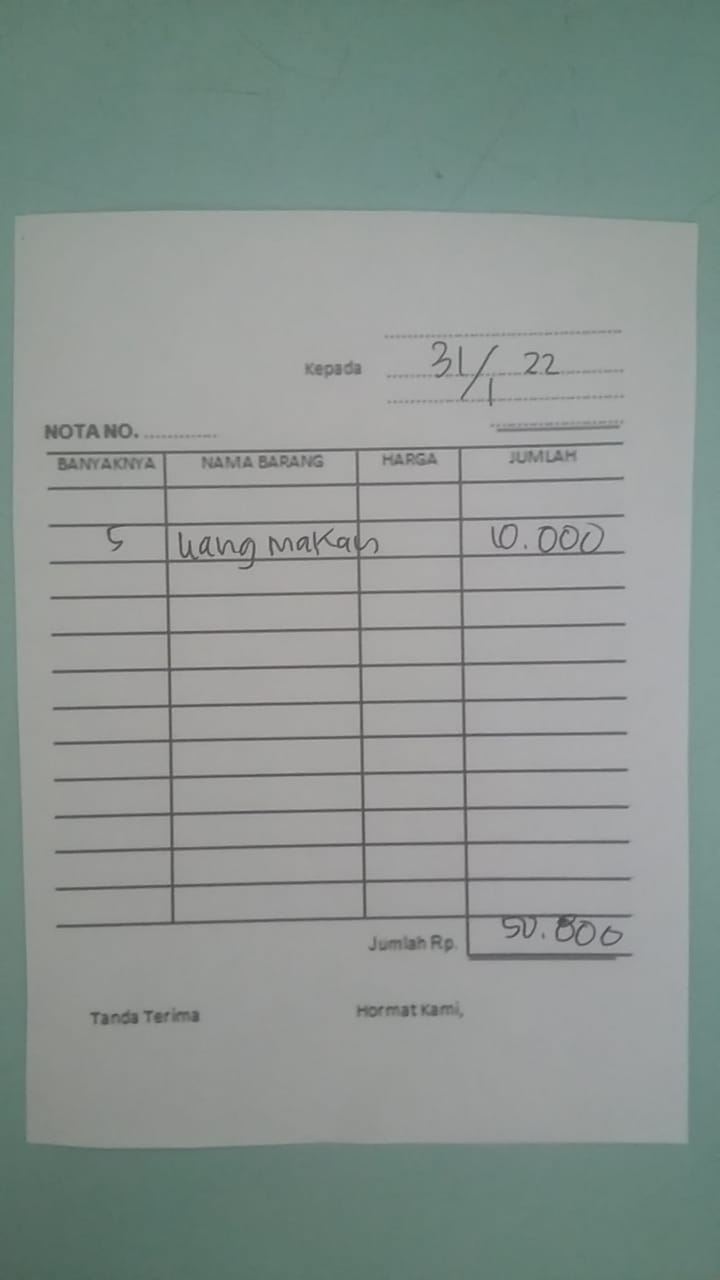 Kepada 31/1 22
NOTA NO. ................
BANYAKNYA NAMA BARANG HARGA JUMLAH
5 uang makan 10.000
Jumlah Rp. 50.000
Tanda Terima Hormat Kami,